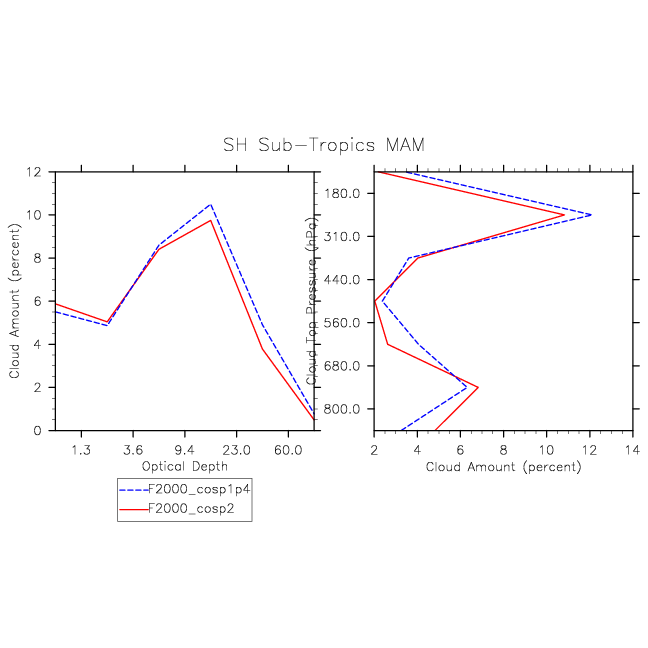 SH Sub-Tropics MAM
Cloud Amount (percent)
12
10
8
6
4
2
0
1.3 3.6 9.4 23.0 60.0
Optical Depth
Cloud Top Pressure (hPa)
180.0
310.0
440.0
560.0
680.0
800.0
2 4 6 8 10 12 14
Cloud Amount (percent)
F2000_cosp1p4
F2000_cosp2